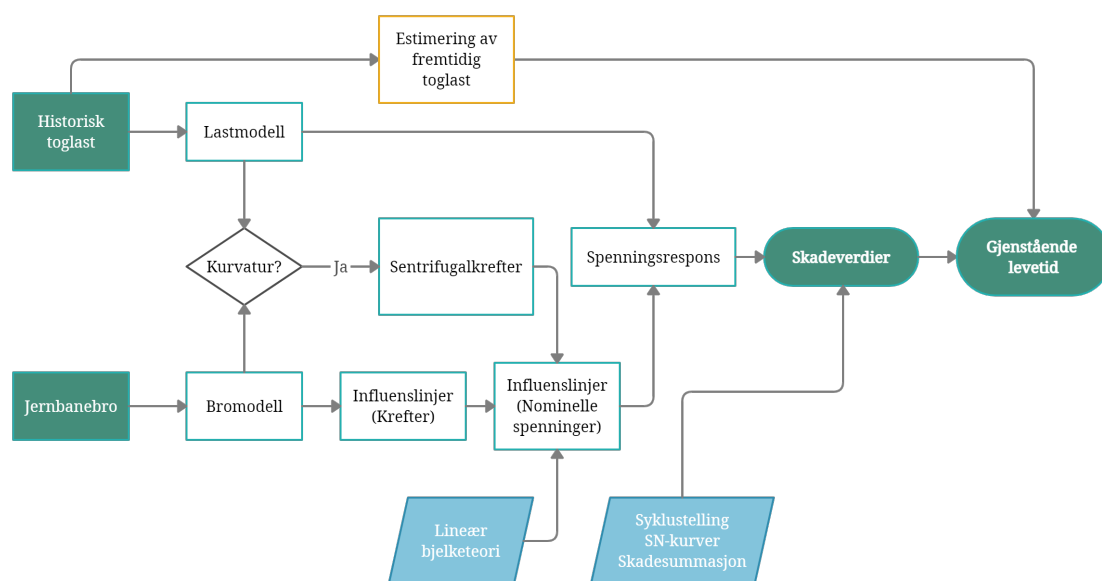 Estimering av
fremtidig
toglast
Historisk
toglast
Lastmodell
Kurvatur?
Ja
Sentrifugalkrefter
Spenningsrespons
Skadeverdier
Gjenstående
levetid
Jernbanebro
Bromodell
Influenslinjer
(Krefter)
Influenslinjer
(Nominelle
spenninger)
Lineær
bjelketeori
Syklustelling
SN-kurver
Skadesummasjon